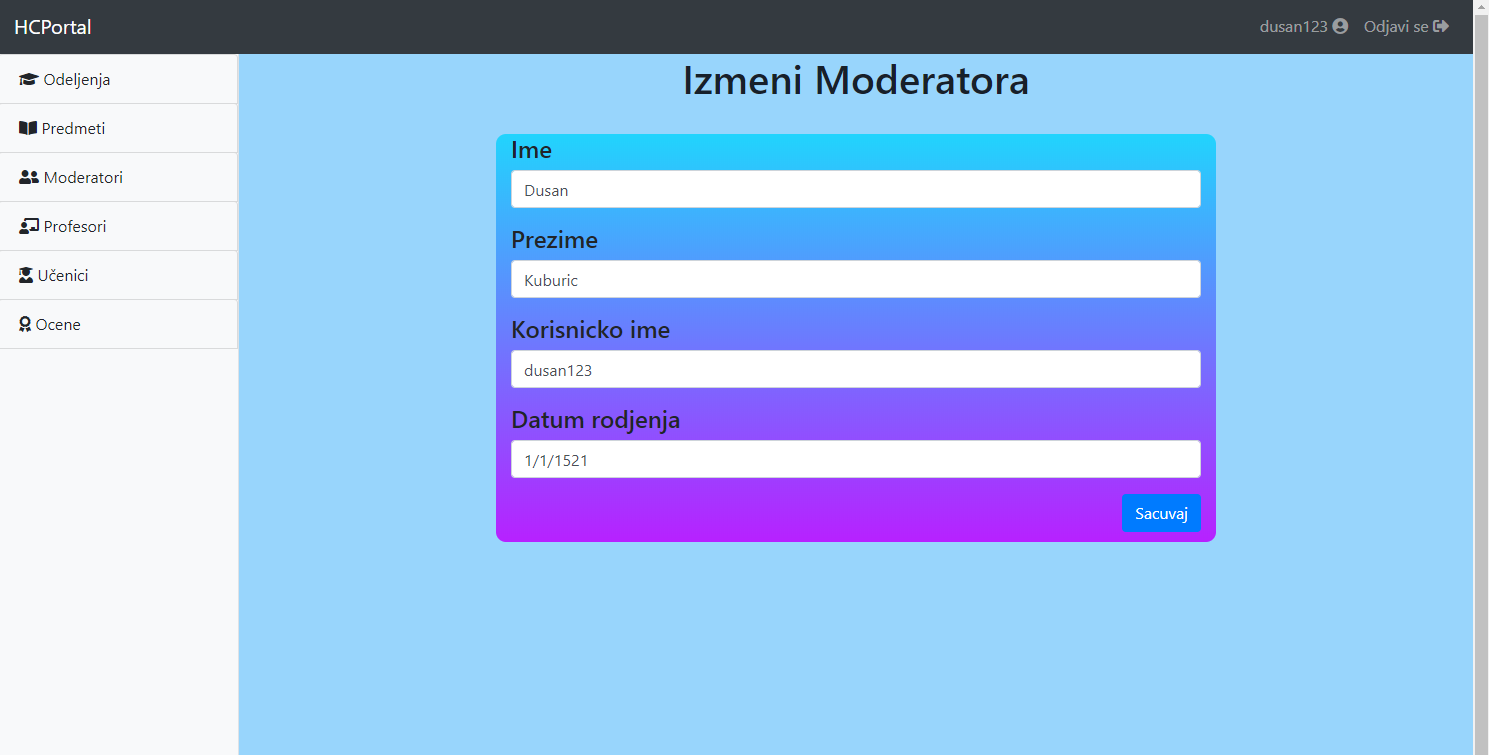 HCPortal
dusan123 Odjavi se
Odeljenja
Predmeti
Moderatori
Profesori
Učenici
Ocene
Izmeni Moderatora
Ime
Dusan
Prezime
Kuburic
Korisnicko ime
dusan123
Datum rodjenja
1/1/1521
Sacuvaj